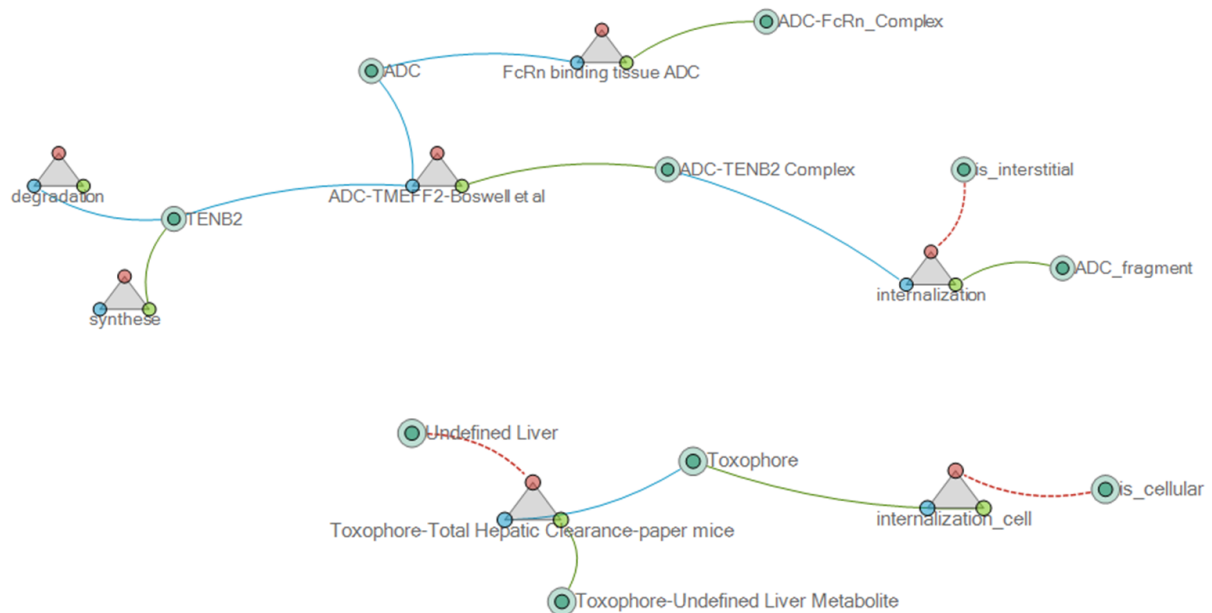 ADC-FcRn_Complex
ADC
FcRn binding tissue ADC
ADC-TENB2 Complex
is_interstitial
degradation
ADC-TMEFF2-Boswell et al
TENB2
ADC_fragment
internalization
synthese
Undefined Liver
Toxophore
is_cellular
internalization_cell
Toxophore-Total Hepatic Clearance-paper mice
Toxophore-Undefined Liver Metabolite